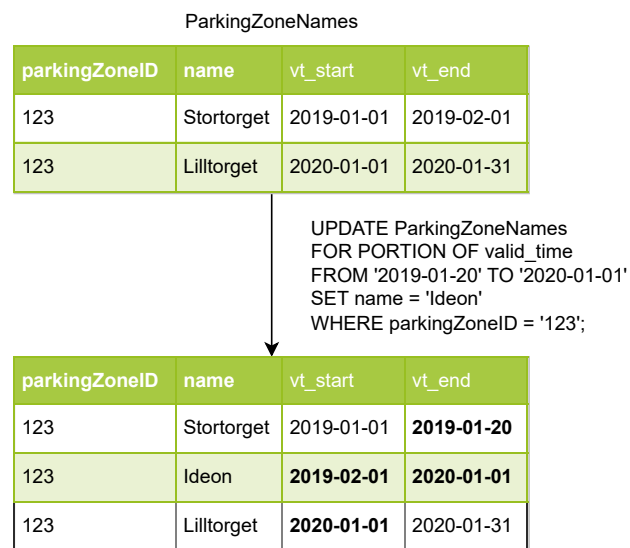 ParkingZoneNames
parkingZoneID name vt_start vt_end
123 Stortorget 2019-01-01 2019-02-01
123 Lilltorget 2020-01-01 2020-01-31
UPDATE ParkingZoneNames
FOR PORTION OF valid_time
FROM '2019-01-20' TO '2020-01-01'
SET name = 'Ideon'
WHERE parkingZoneID = '123';
parkingZoneID name vt_start vt_end
123 Stortorget 2019-01-01 2019-01-20
123 Ideon 2019-02-01 2020-01-01
123 Lilltorget 2020-01-01 2020-01-31